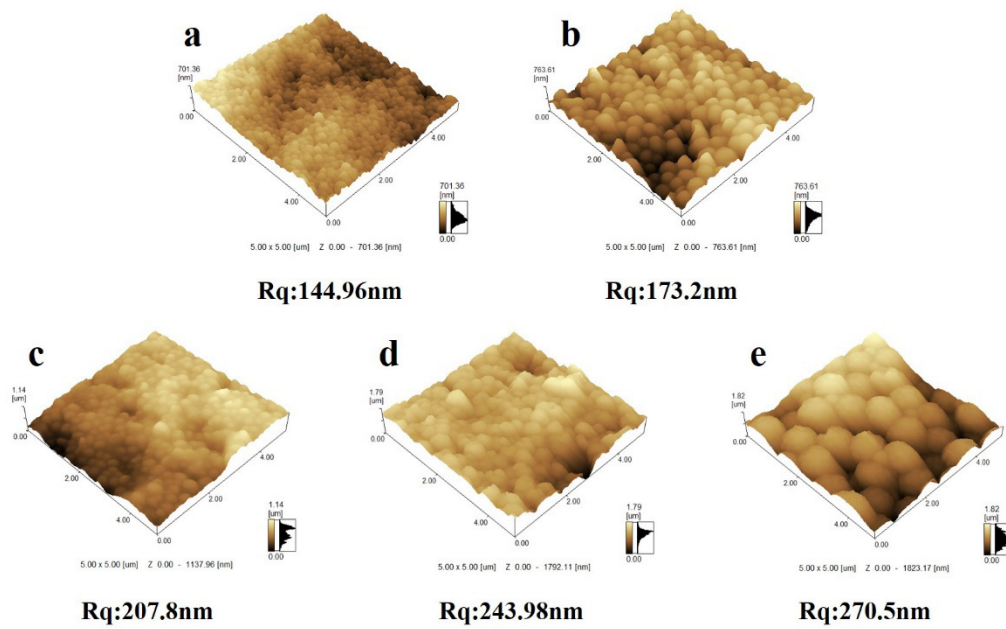 a
701.36
[nm]
0.00
2.00
4.00
0.00
2.00
4.00
701.36
[nm]
0.00
5.00 x 5.00 [um] Z 0.00 - 701.36 [nm]
Rq:144.96nm
b
763.61
[nm]
0.00
2.00
4.00
0.00
2.00
4.00
763.61
[nm]
0.00
5.00 x 5.00 [um] Z 0.00 - 763.61 [nm]
Rq:173.2nm
c
1.14
[um]
0.00
2.00
4.00
0.00
2.00
4.00
1.14
[um]
0.00
5.00 x 5.00 [um] Z 0.00 - 1137.96 [nm]
Rq:207.8nm
d
1.79
[um]
0.00
2.00
4.00
0.00
2.00
4.00
1.79
[um]
0.00
5.00 x 5.00 [um] Z 0.00 - 1792.11 [nm]
Rq:243.98nm
e
1.82
[um]
0.00
2.00
4.00
0.00
2.00
4.00
1.82
[um]
0.00
5.00 x 5.00 [um] Z 0.00 - 1823.17 [nm]
Rq:270.5nm